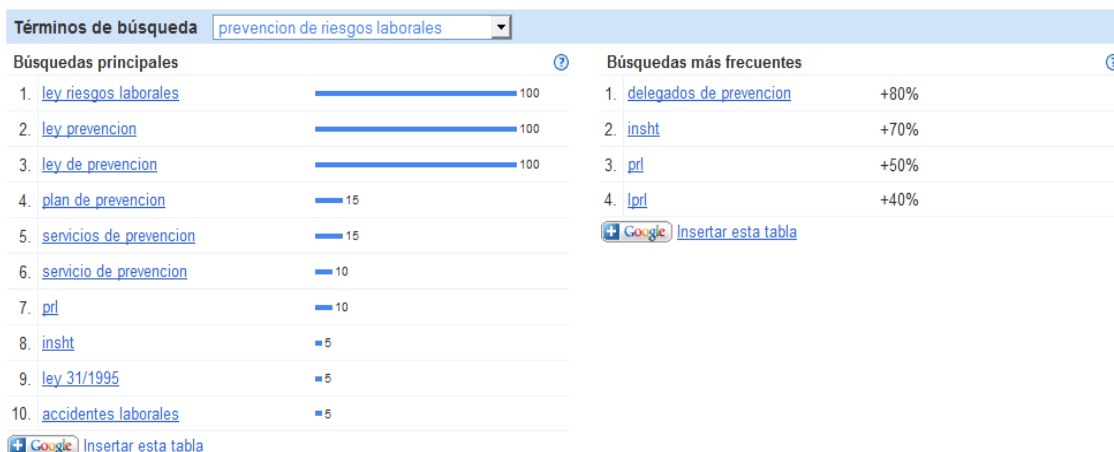 Términos de búsqueda prevencion de riesgos laborales
Búsquedas principales ?
1. ley riesgos laborales 100
2. ley prevencion 100
3. ley de prevencion 100
4. plan de prevencion 15
5. servicios de prevencion 15
6. servicio de prevencion 10
7. prl 10
8. insht 5
9. ley 31/1995 5
10. accidentes laborales 5
+ Google Insertar esta tabla
Búsquedas más frecuentes ?
1. delegados de prevencion +80%
2. insht +70%
3. prl +50%
4. lprl +40%
+ Google Insertar esta tabla